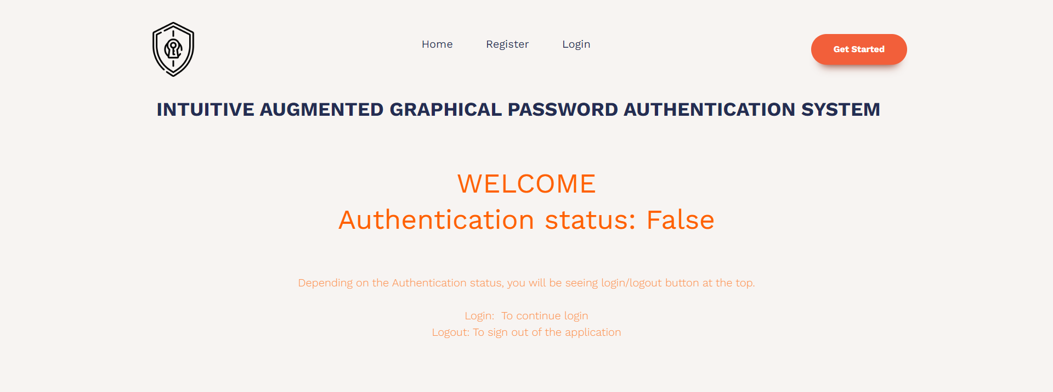 Home Register Login
Get Started
INTUITIVE AUGMENTED GRAPHICAL PASSWORD AUTHENTICATION SYSTEM
WELCOME
Authentication status: False
Depending on the Authentication status, you will be seeing login/logout button at the top.
Login: To continue login
Logout: To sign out of the application